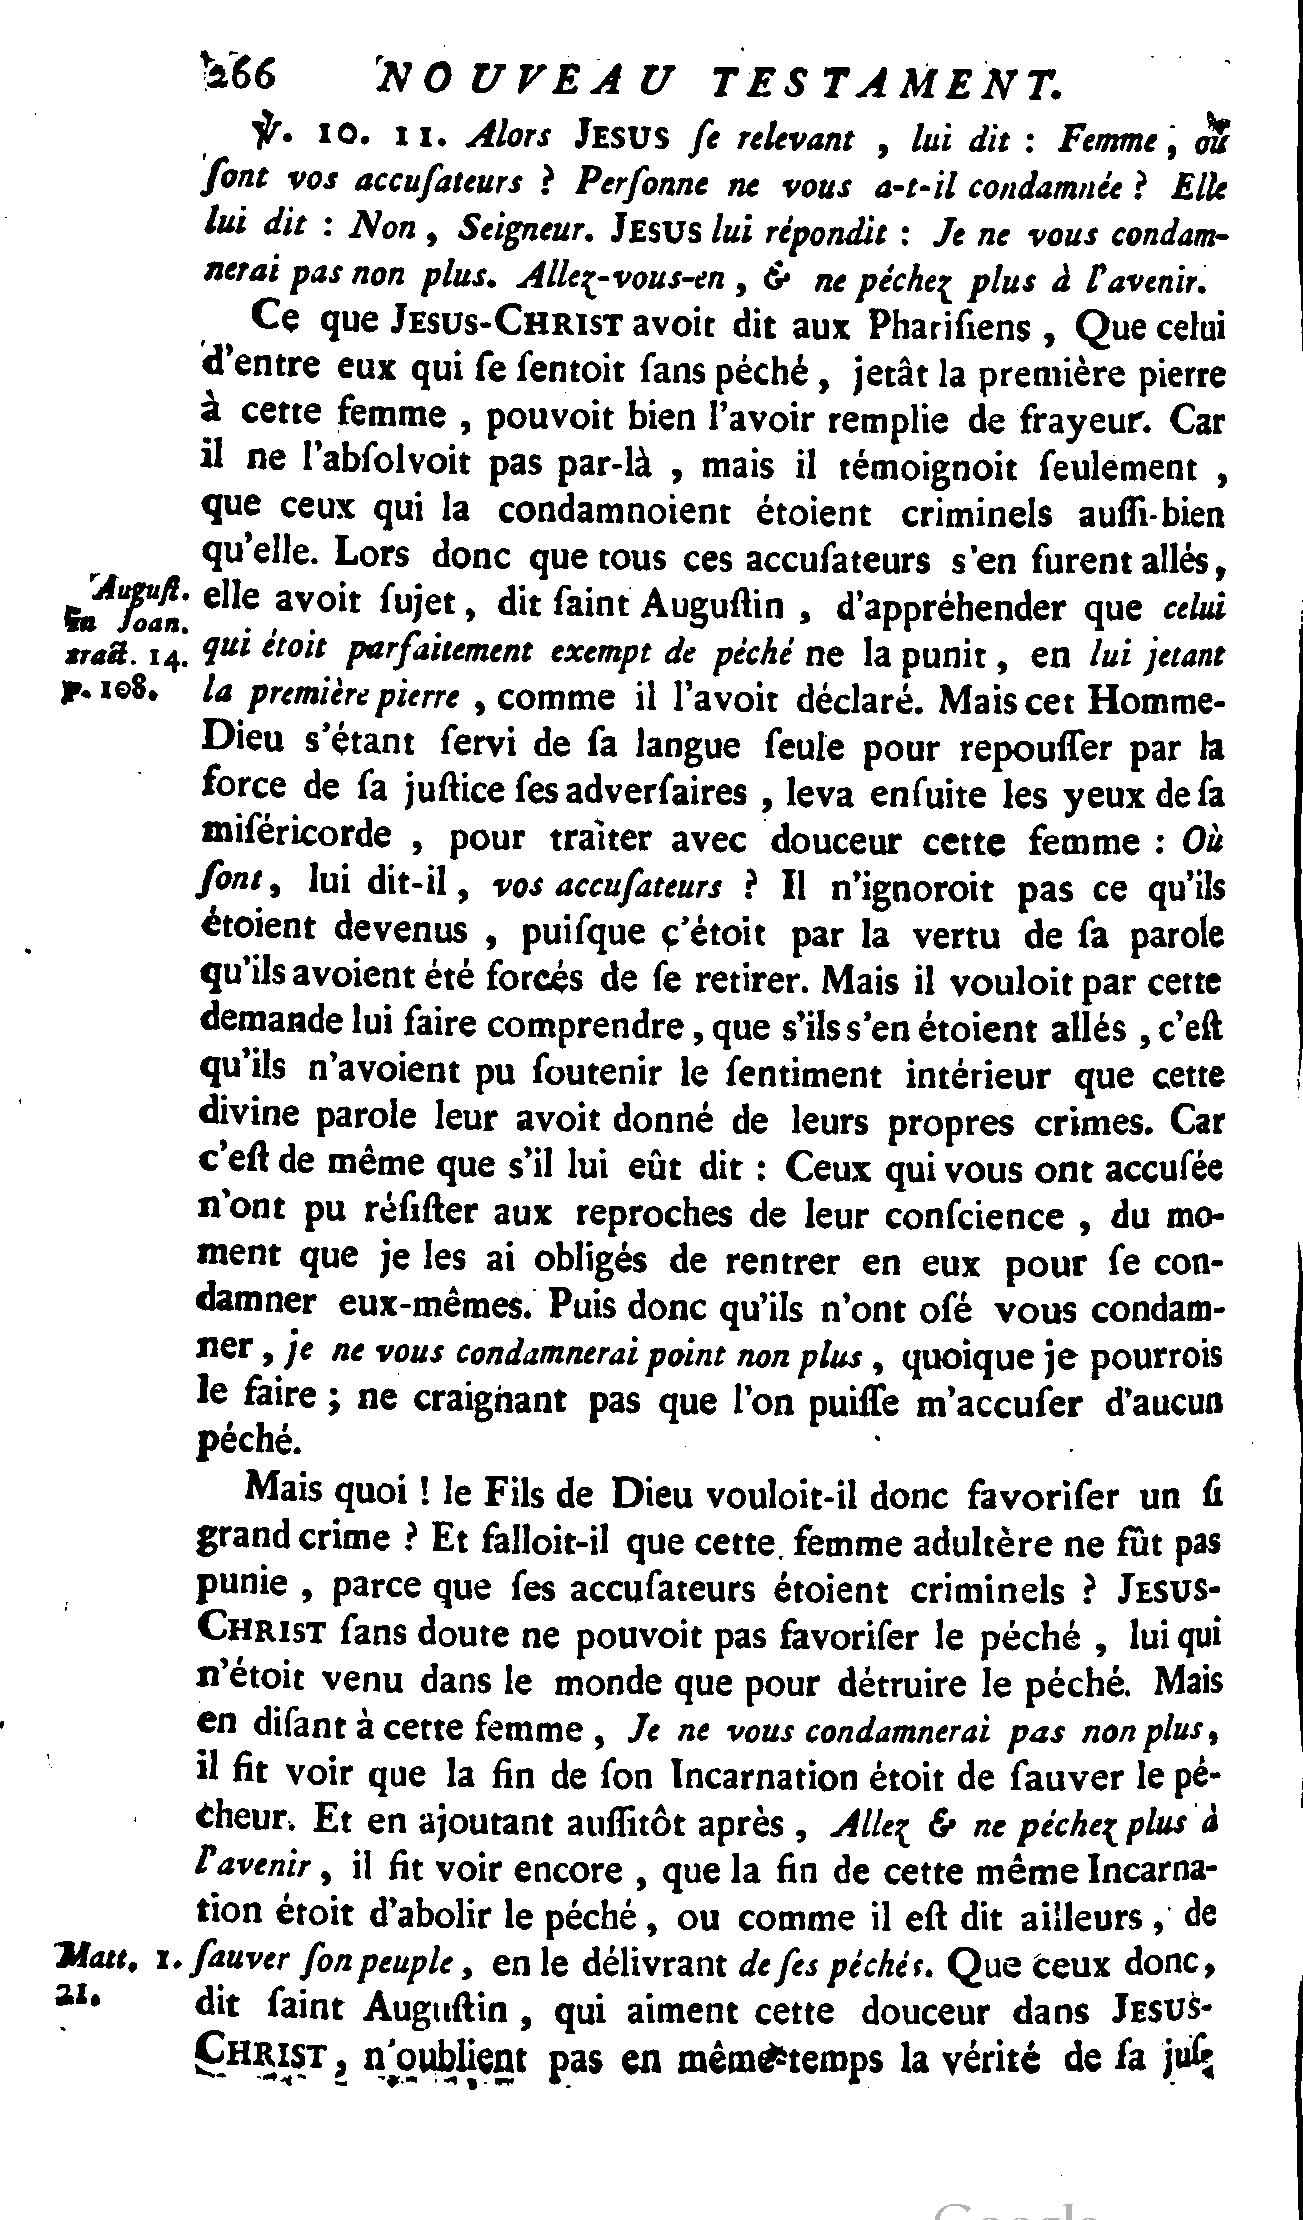 266 NOUVEAU TESTAMENT.
℣. 10. 11. Alors JESUS ſe relevant, lui dit : Femme, où
ſont vos accuſateurs ? Perſonne ne vous a-t-il condamnée ? Elle
lui dit : Non, Seigneur. JESUS lui répondit : Je ne vous condam-
nerai pas non plus. Allez-vous-en, & ne péchez plus à l'avenir.
Ce que JESUS-CHRIST avoit dit aux Phariſiens, Que celui
d'entre eux qui ſe ſentoit ſans péché, jetât la première pierre
à cette femme, pouvoit bien l'avoir remplie de frayeur. Car
il ne l'abſolvoit pas par-là, mais il témoignoit ſeulement,
que ceux qui la condamnoient étoient criminels auſſi-bien
qu'elle. Lors donc que tous ces accuſateurs s'en furent allés,
elle avoit ſujet, dit ſaint Auguſtin, d'appréhender que celui
qui étoit parfaitement exempt de péché ne la punit, en lui jetant
la première pierre, comme il l'avoit déclaré. Mais cet Homme-
Dieu s'étant ſervi de ſa langue ſeule pour repouſſer par la
force de ſa juſtice ſes adverſaires, leva enſuite les yeux de ſa
miſéricorde, pour traiter avec douceur cette femme : Où
ſont, lui dit-il, vos accuſateurs ? Il n'ignoroit pas ce qu'ils
étoient devenus, puiſque ç'étoit par la vertu de ſa parole
qu'ils avoient été forcés de ſe retirer. Mais il vouloit par cette
demande lui faire comprendre, que s'ils s'en étoient allés, c'eſt
qu'ils n'avoient pu ſoutenir le ſentiment intérieur que cette
divine parole leur avoit donné de leurs propres crimes. Car
c'eſt de même que s'il lui eût dit : Ceux qui vous ont accuſée
n'ont pu réſiſter aux reproches de leur conſcience, du mo-
ment que je les ai obligés de rentrer en eux pour ſe con-
damner eux-mêmes. Puis donc qu'ils n'ont oſé vous condam-
ner, je ne vous condamnerai point non plus, quoique je pourrois
le faire ; ne craignant pas que l'on puiſſe m'accuſer d'aucun
péché.
Mais quoi ! le Fils de Dieu vouloit-il donc favoriſer un ſi
grand crime ? Et falloit-il que cette femme adultère ne fût pas
punie, parce que ſes accuſateurs étoient criminels ? JESUS-
CHRIST ſans doute ne pouvoit pas favoriſer le péché, lui qui
n'étoit venu dans le monde que pour détruire le péché. Mais
en diſant à cette femme, Je ne vous condamnerai pas non plus,
il fit voir que la fin de ſon Incarnation étoit de ſauver le pé-
cheur. Et en ajoutant auſſitôt après, Allez & ne péchez plus à
l'avenir, il fit voir encore, que la fin de cette même Incarna-
tion étoit d'abolir le péché, ou comme il eſt dit ailleurs, de
ſauver ſon peuple, en le délivrant de ſes péchés. Que ceux donc,
dit ſaint Auguſtin, qui aiment cette douceur dans JESUS-
CHRIST, n'oublient pas en même-temps la vérité de ſa juſ-
Auguſt.
in Joan.
tract. 14.
p. 108.
Matt. 1.
21.